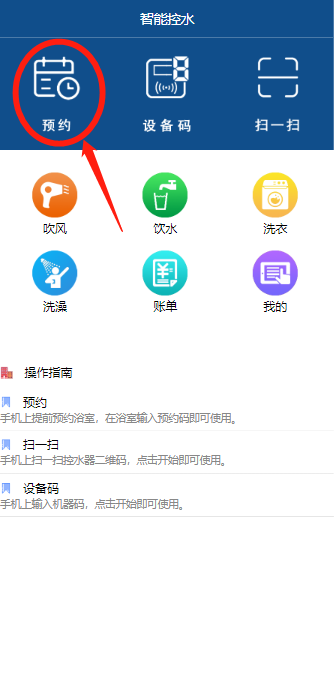 智能控水
预约
设备码
扫一扫
吹风
饮水
洗衣
洗澡
账单
我的
操作指南
预约
手机上提前预约浴室，在浴室输入预约码即可使用。
扫一扫
手机上扫一扫控水器二维码，点击开始即可使用。
设备码
手机上输入机器码，点击开始即可使用。